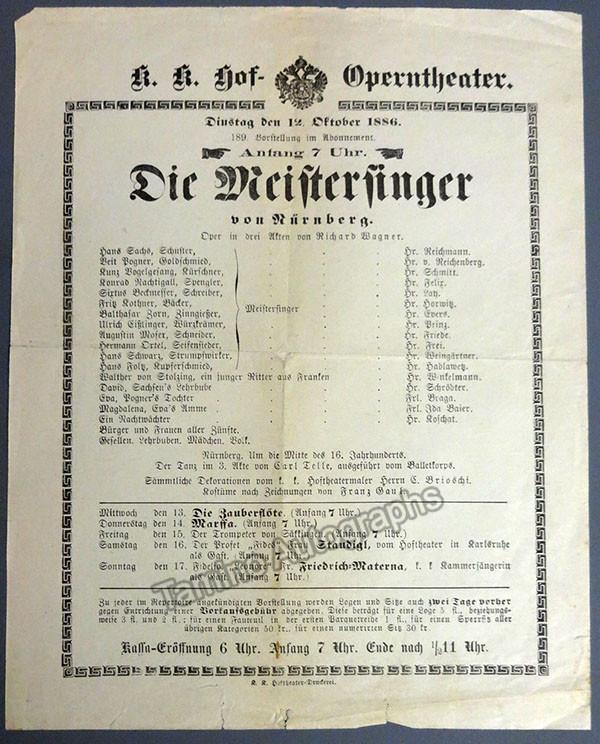 K. K. Hof-Operntheater.
Dinstag den 12. Oktober 1886.
189. Vorstellung im Abonnement.
Anfang 7 Uhr.
Die Meistersinger
von Nürnberg.
Oper in drei Akten von Richard Wagner.
Hans Sachs, Schuster, Hr. Reichmann.
Veit Pogner, Goldschmied, Hr. v. Reichenberg.
Kunz Vogelgesang, Kürschner, Hr. Schmitt.
Konrad Nachtigall, Spengler, Hr. Felix.
Sixtus Beckmesser, Schreiber, Hr. Lay.
Fritz Kothner, Bäcker, Hr. Horwitz.
Balthasar Zorn, Zinngießer, Meistersinger Hr. Evers.
Ulrich Eißlinger, Würzkrämer, Hr. Prinz.
Augustin Moser, Schneider, Hr. Friede.
Hermann Ortel, Seifensieder, Hr. Frei.
Hans Schwarz, Strumpfwirker, Hr. Weingärtner.
Hans Foltz, Kupferschmied, Hr. Hablawetz.
Walther von Stolzing, ein junger Ritter aus Franken Hr. Winkelmann.
David, Sachsen's Lehrbube Hr. Schrödter.
Eva, Pogner's Tochter Frl. Braga.
Magdalena, Eva's Amme Frl. Ida Baier.
Ein Nachtwächter Hr. Koschat.
Bürger und Frauen aller Zünfte.
Gesellen. Lehrbuben. Mädchen. Volk.
Nürnberg. Um die Mitte des 16. Jahrhunderts.
Der Tanz im 3. Akte von Carl Telle, ausgeführt vom Balletkorps.
Sämmtliche Dekorationen vom k. k. Hoftheatermaler Herrn C. Brioschi.
Kostüme nach Zeichnungen von Franz Gaul.
Mittwoch den 13. Die Zauberflöte. (Anfang 7 Uhr.)
Donnerstag den 14. Marffa. (Anfang 7 Uhr.)
Freitag den 15. Der Trompeter von Säkkingen (Anfang 7 Uhr.)
Samstag den 16. Der Profet „Fides" Frau Staudigl, vom Hoftheater in Karlsruhe
als Gast. (Anfang 7 Uhr.)
Sonntag den 17. Fidelio. Fr. Friedrich-Materna, k. k. Kammersängerin
als Gast. (Anfang 7 Uhr.)
Zu jeder im Repertoire angekündigten Vorstellung werden Logen und Sitze auch zwei Tage vorher
gegen Entrichtung einer Vorkaufsgebühr abgegeben. Diese beträgt für eine Loge 5 fl., beziehungs-
weise 3 fl. und 2 fl.; für einen Fauteuil in der ersten Parquetreihe 1 fl., für einen Sperrsitz aller
übrigen Kategorien 50 kr., für einen numerirten Sitz 30 kr.
Kassa-Eröffnung 6 Uhr. Anfang 7 Uhr. Ende nach 1/2 11 Uhr.
K. K. Hoftheater-Druckerei.
Tamino Autographs